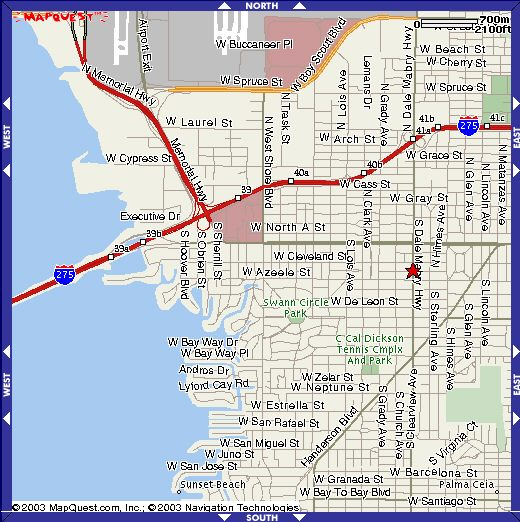 NORTH
MAPQUEST
700m
2100ft
Airport Exit
W Buccaneer Pl
W Boy Scout Blvd
N Dale Mabry Hwy
W Beach St
W Cherry St
N Memorial Hwy
W Spruce St
W Spruce St
N Lois Ave
Lemans Dr
N Grady Ave
N Trask St
W Laurel St
N West Shore Blvd
W Arch St
41b
41a
275
41c
WEST
EAST
Memorial Hwy
W Cypress St
W Grace St
40b
40a
W Cass St
N Matanzas Ave
N Lincoln Ave
N Glen Ave
39
W Gray St
N Himes Ave
N Clark Ave
Executive Dr
W North A St
39b
39a
S Sherrill St
S O'Brien St
S Hoover Blvd
W Cleveland St
W Azeele St
S Lois Ave
S Dale Mabry Hwy
275
Swann Circle
Park
W De Leon St
S Lincoln Ave
S Sterling Ave
S Glen Ave
S Himes Ave
W Bay Way Dr
W Bay Way Pl
C Cal Dickson
Tennis Cmplx
And Park
WEST
EAST
Andros Dr
Lyford Cay Rd
W Zelar St
W Neptune St
S Grady Ave
S Church Ave
S Clearview Ave
W Estrella St
W San Rafael St
Henderson Blvd
S Virginia Ct
W San Miguel St
W Juno St
W San Jose St
W Barcelona St
W Granada St
Sunset Beach
Palma Ceia
W Bay To Bay Blvd
W Santiago St
©2003 MapQuest.com, Inc.; ©2003 Navigation Technologies
SOUTH